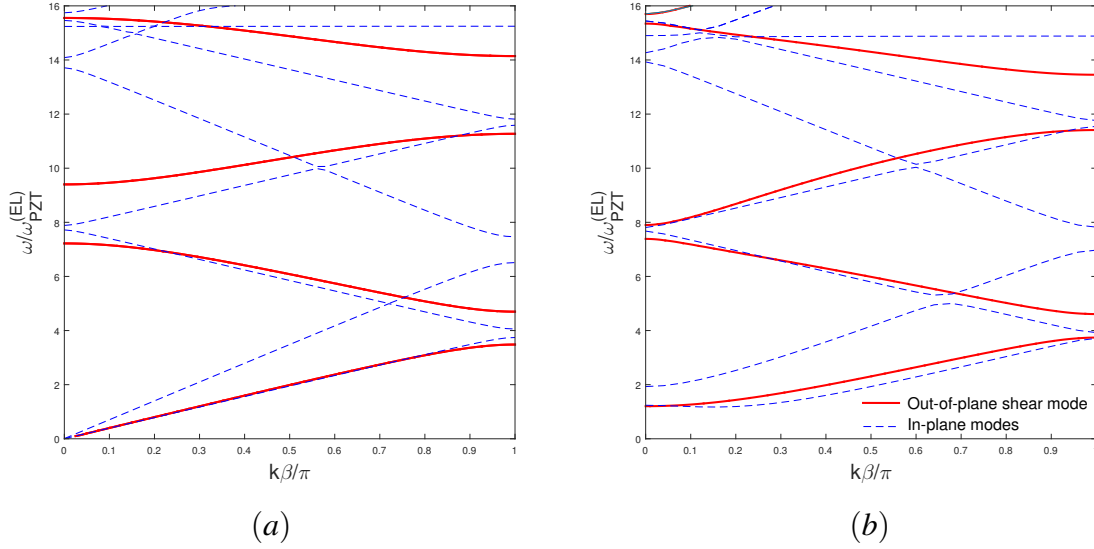 16
14
12
10
8
6
4
2
0
ω/ω_PZT^(EL)
0 0.1 0.2 0.3 0.4 0.5 0.6 0.7 0.8 0.9 1
kβ/π
(a)
16
14
12
10
8
6
4
2
0
ω/ω_PZT^(EL)
Out-of-plane shear mode
In-plane modes
0 0.1 0.2 0.3 0.4 0.5 0.6 0.7 0.8 0.9 1
kβ/π
(b)